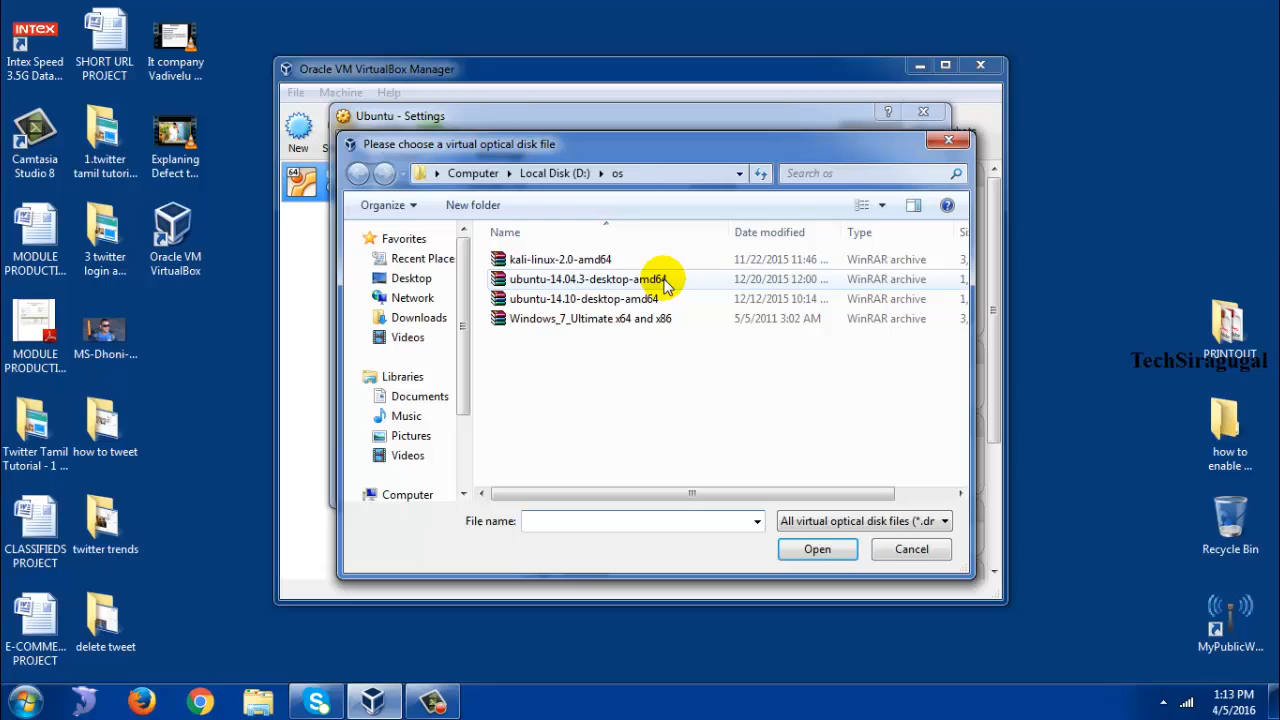 INTEX
Intex Speed
3.5G Data...
SHORT URL
PROJECT
It company
Vadivelu ...
Camtasia
Studio 8
1.twitter
tamil tutori...
Explaning
Defect t...
MODULE
PRODUCTI...
3 twitter
login a...
Oracle VM
VirtualBox
MODULE
PRODUCTI...
MS-Dhoni-...
Twitter Tamil
Tutorial - 1 ...
how to tweet
CLASSIFIEDS
PROJECT
twitter trends
E-COMME...
PROJECT
delete tweet
Oracle VM VirtualBox Manager
File Machine Help
New
64
Ubuntu - Settings
Please choose a virtual optical disk file
Computer Local Disk (D:) os
Search os
Organize New folder
Favorites
Recent Place
Desktop
Network
Downloads
Videos
Libraries
Documents
Music
Pictures
Videos
Computer
Name Date modified Type Si
kali-linux-2.0-amd64 11/22/2015 11:46 ... WinRAR archive 3,
ubuntu-14.04.3-desktop-amd64 12/20/2015 12:00 ... WinRAR archive 1,
ubuntu-14.10-desktop-amd64 12/12/2015 10:14 ... WinRAR archive 1,
Windows_7_Ultimate x64 and x86 5/5/2011 3:02 AM WinRAR archive 3,
File name:
All virtual optical disk files (*.dr
Open Cancel
PRINTOUT
TechSiragugal
how to
enable ...
Recycle Bin
MyPublicW...
1:13 PM
4/5/2016